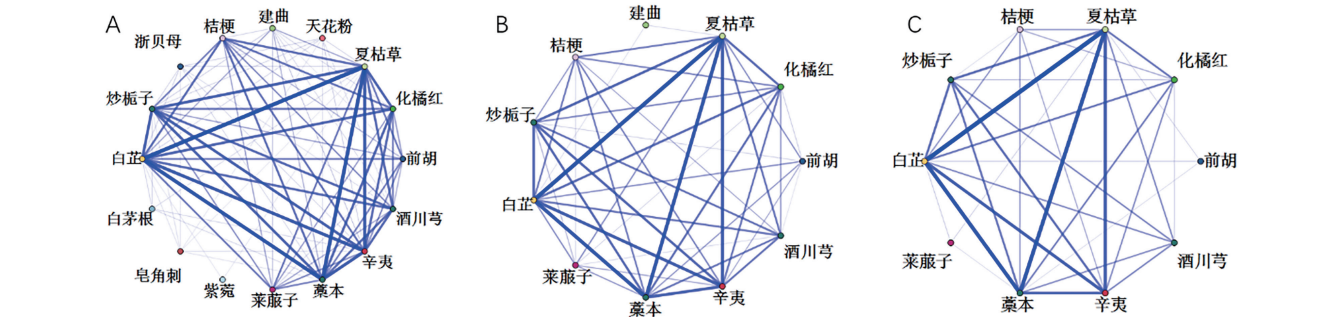 A
建曲
桔梗
天花粉
浙贝母
夏枯草
炒栀子
化橘红
白芷
前胡
白茅根
酒川芎
皂角刺
辛夷
紫菀
莱菔子
藁本
B
建曲
夏枯草
桔梗
化橘红
炒栀子
前胡
白芷
酒川芎
莱菔子
辛夷
藁本
C
桔梗
夏枯草
炒栀子
化橘红
白芷
前胡
莱菔子
酒川芎
藁本
辛夷